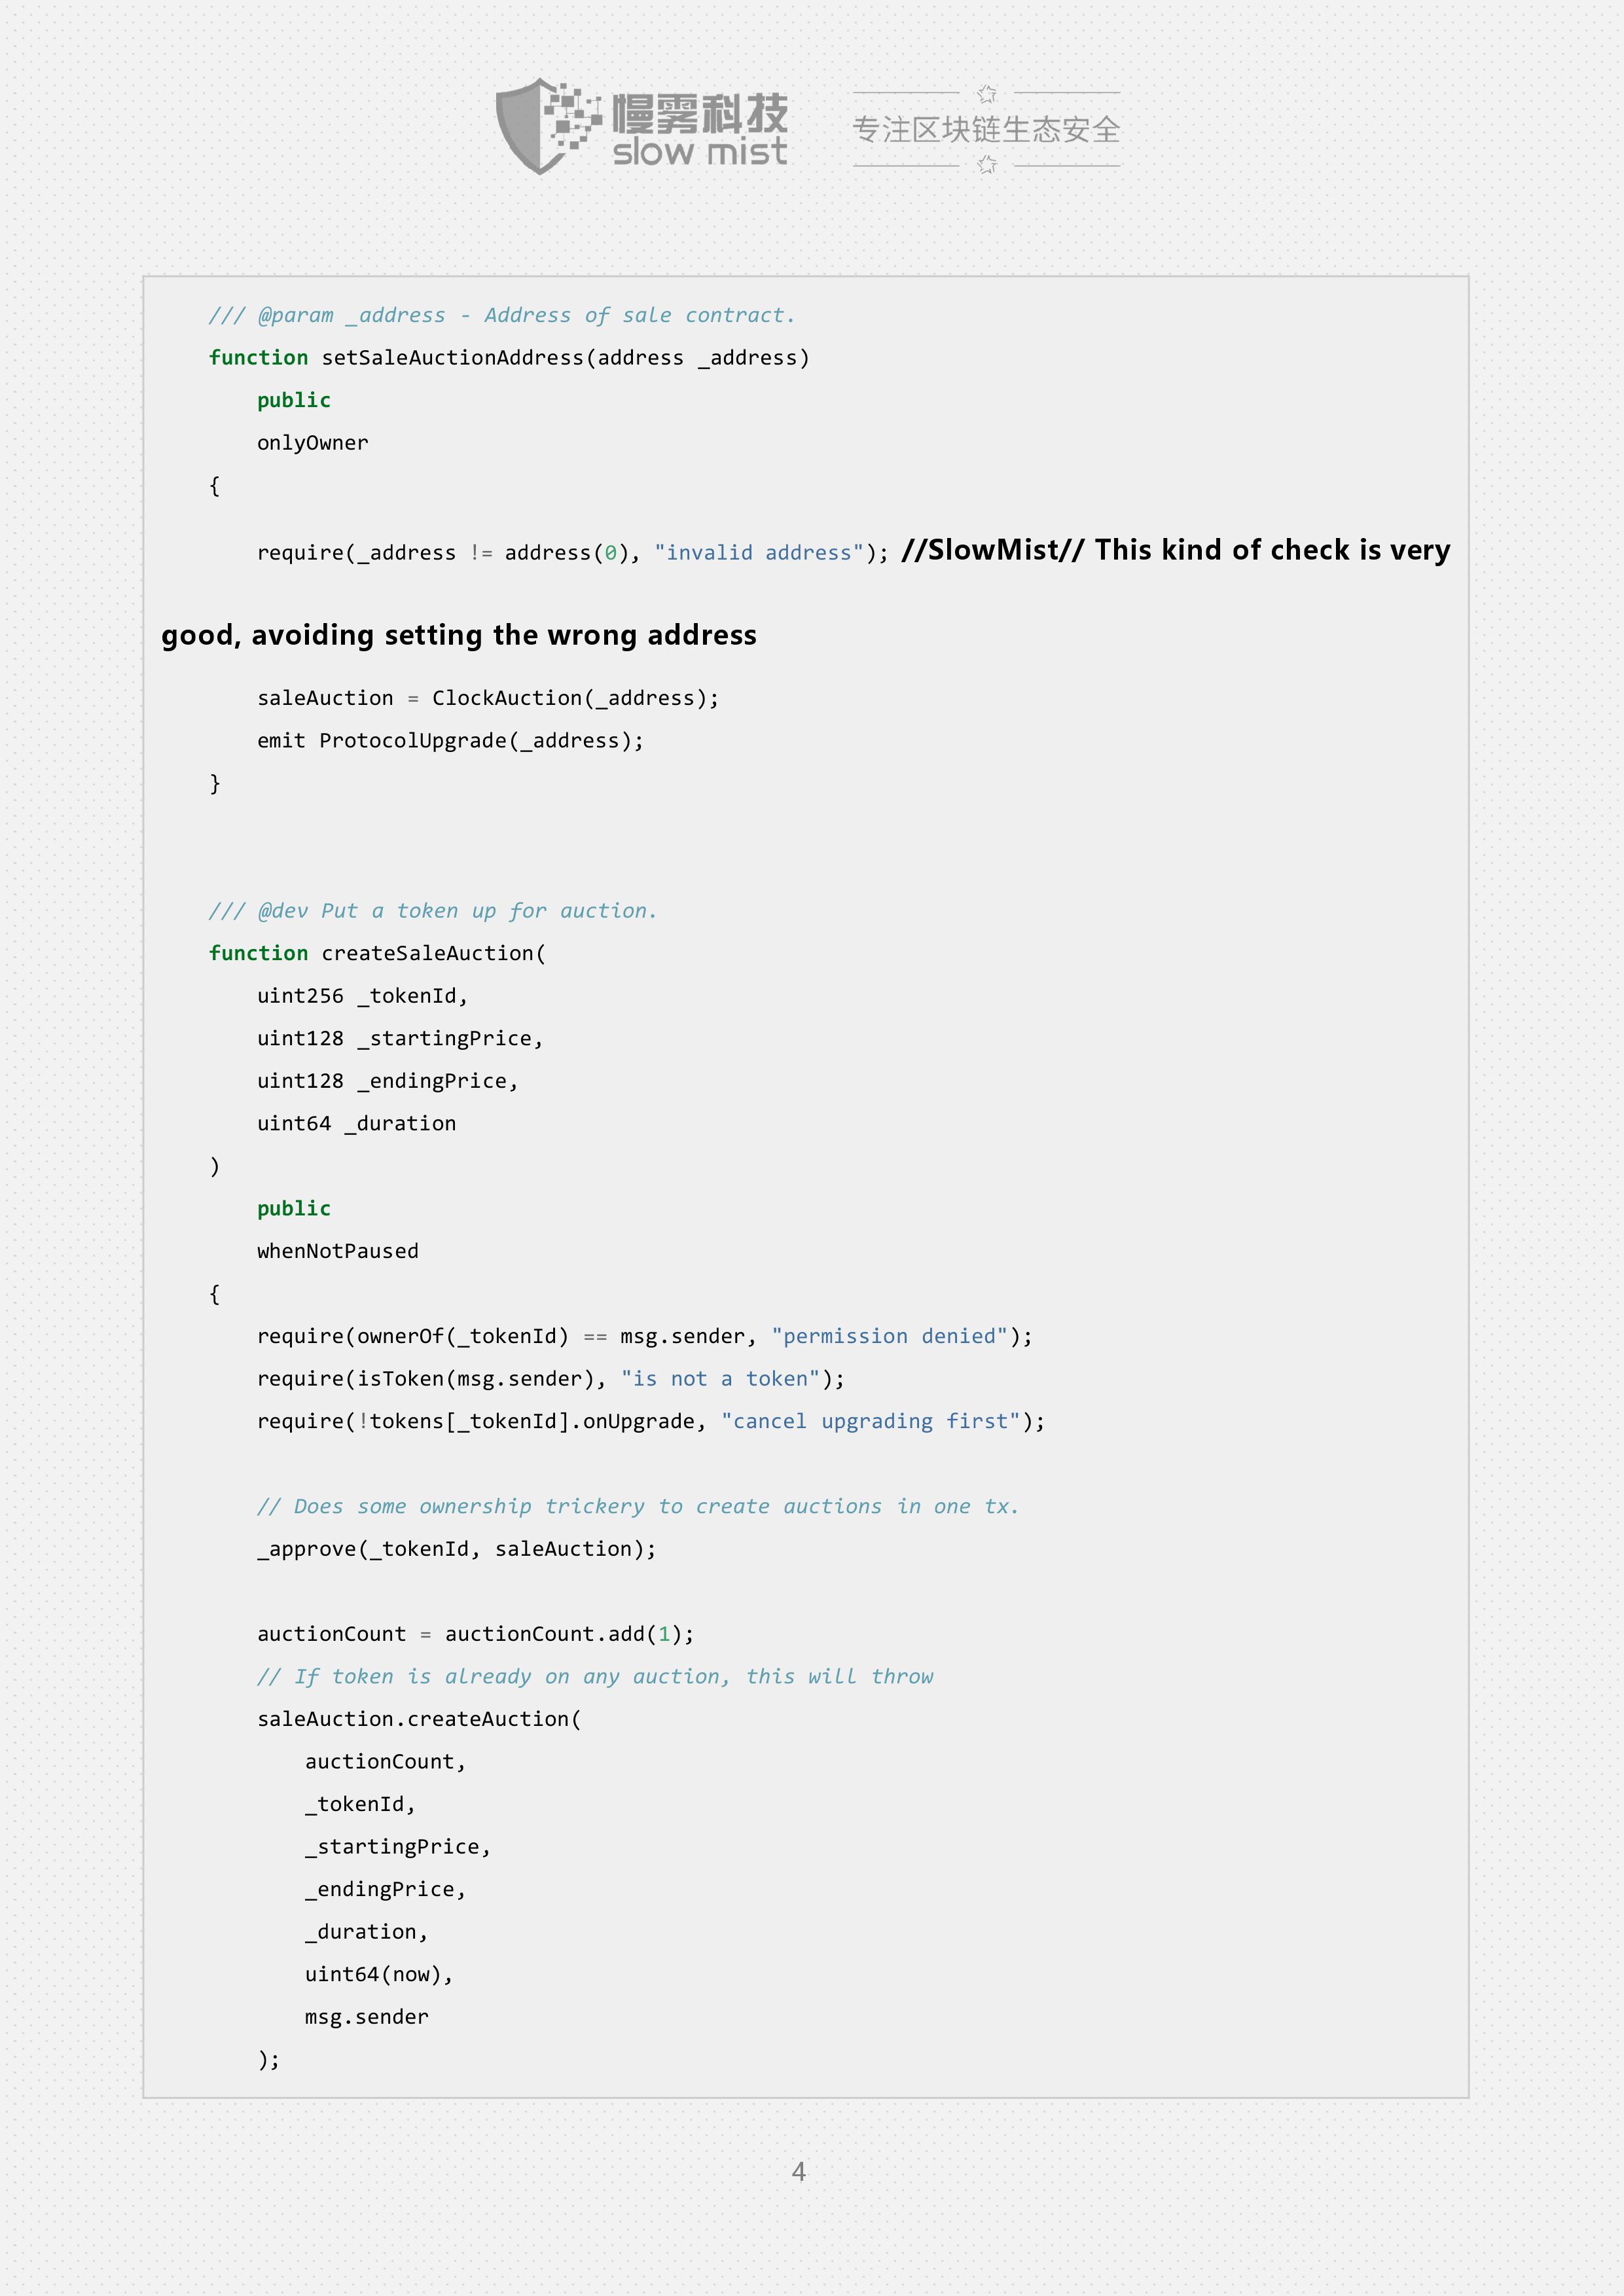 慢雾科技
slow mist
专注区块链生态安全
/// @param _address - Address of sale contract.
function setSaleAuctionAddress(address _address)
public
onlyOwner
{
require(_address != address(0), "invalid address"); //SlowMist// This kind of check is very
good, avoiding setting the wrong address
saleAuction = ClockAuction(_address);
emit ProtocolUpgrade(_address);
}
/// @dev Put a token up for auction.
function createSaleAuction(
uint256 _tokenId,
uint128 _startingPrice,
uint128 _endingPrice,
uint64 _duration
)
public
whenNotPaused
{
require(ownerOf(_tokenId) == msg.sender, "permission denied");
require(isToken(msg.sender), "is not a token");
require(!tokens[_tokenId].onUpgrade, "cancel upgrading first");
// Does some ownership trickery to create auctions in one tx.
_approve(_tokenId, saleAuction);
auctionCount = auctionCount.add(1);
// If token is already on any auction, this will throw
saleAuction.createAuction(
auctionCount,
_tokenId,
_startingPrice,
_endingPrice,
_duration,
uint64(now),
msg.sender
);
4